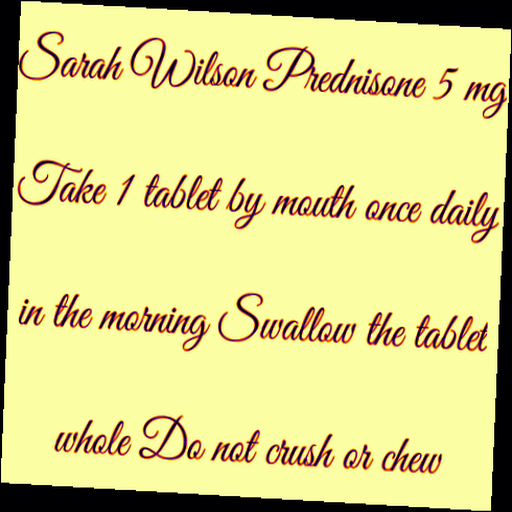 Sarah Wilson Prednisone 5 mg
Take 1 tablet by mouth once daily
in the morning Swallow the tablet
whole Do not crush or chew